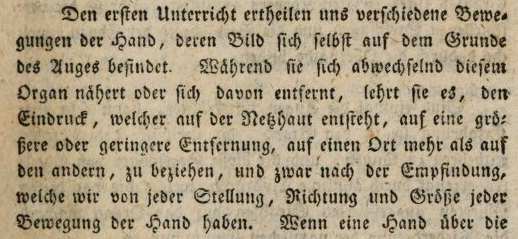 Den ersten Unterricht ertheilen uns verschiedene Bewe-
gungen der Hand, deren Bild sich selbst auf dem Grunde
des Auges befindet. Während sie sich abwechselnd diesem
Organ nähert oder sich davon entfernt, lehrt sie es, den
Eindruck, welcher auf der Netzhaut entsteht, auf eine grö-
ßere oder geringere Entfernung, auf einen Ort mehr als auf
den andern, zu beziehen, und zwar nach der Empfindung,
welche wir von jeder Stellung, Richtung und Größe jeder
Bewegung der Hand haben. Wenn eine Hand über die